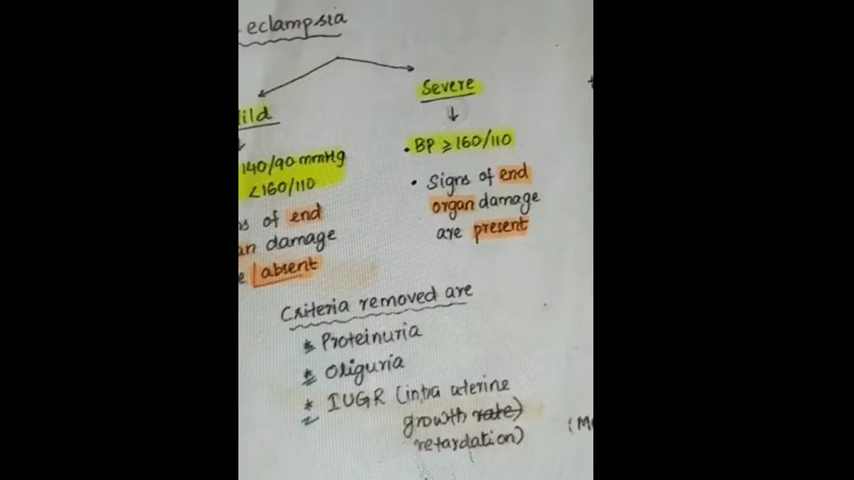 -eclampsia
Severe
ild
• BP ≥160/110
140/90 mmHg
<160/110
• Signs of end
organ damage
are present
s of end
an damage
e absent
Criteria removed are
* Proteinuria
* Oliguria
* IUGR (intra uterine
growth rate)
retardation)
(M